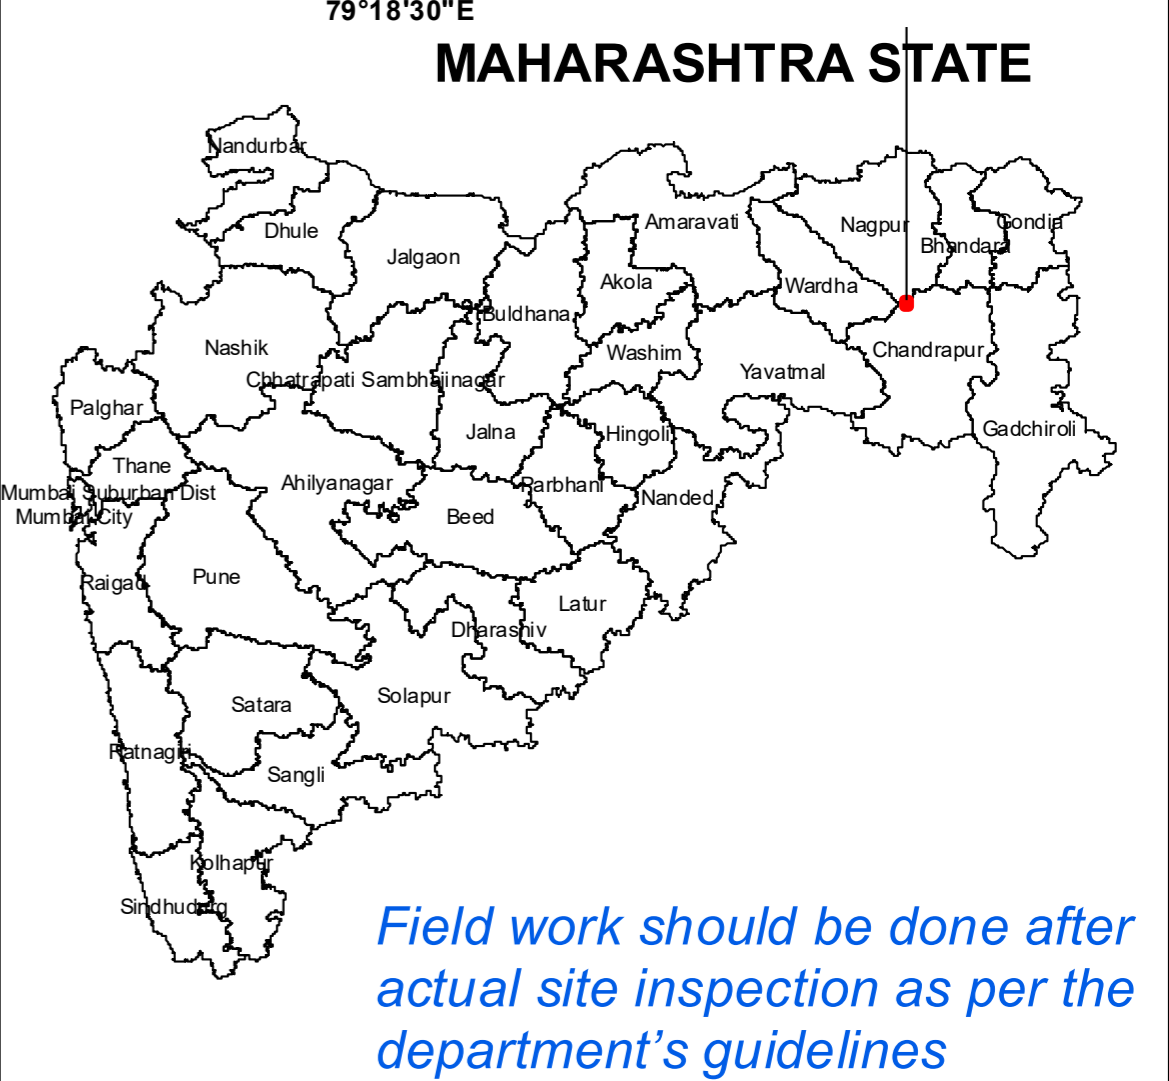 79°18'30"E
MAHARASHTRA STATE
Nandurbar
Dhule
Jalgaon
Amaravati
Nagpur
Gondia
Bhandara
Akola
Wardha
Buldhana
Nashik
Washim
Chandrapur
Chhatrapati Sambhajinagar
Yavatmal
Palghar
Jalna
Hingoli
Gadchiroli
Thane
Ahilyanagar
Parbhani
Mumbai Suburban Dist
Nanded
Mumbai City
Beed
Raigad
Pune
Latur
Dharashiv
Satara
Solapur
Ratnagiri
Sangli
Kolhapur
Sindhudurg
Field work should be done after
actual site inspection as per the
department’s guidelines